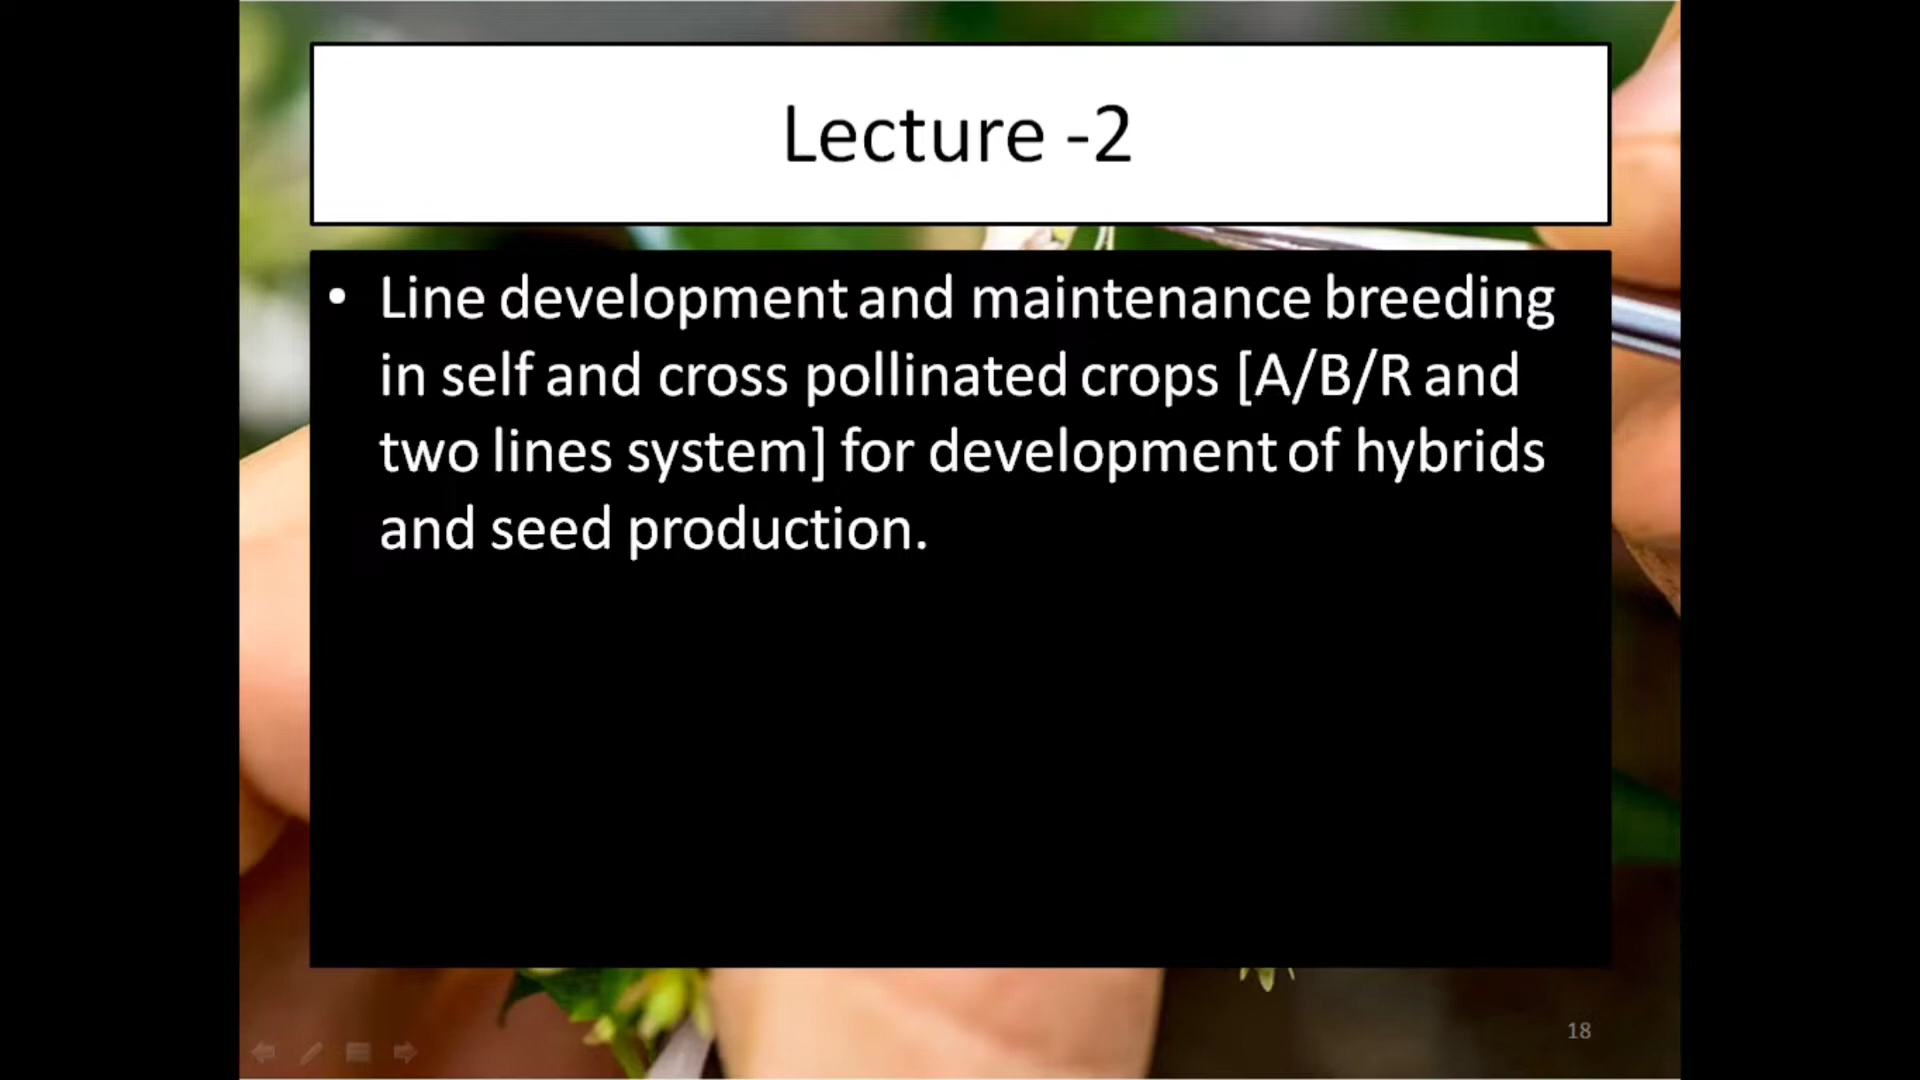 Lecture -2
• Line development and maintenance breeding
in self and cross pollinated crops [A/B/R and
two lines system] for development of hybrids
and seed production.
18